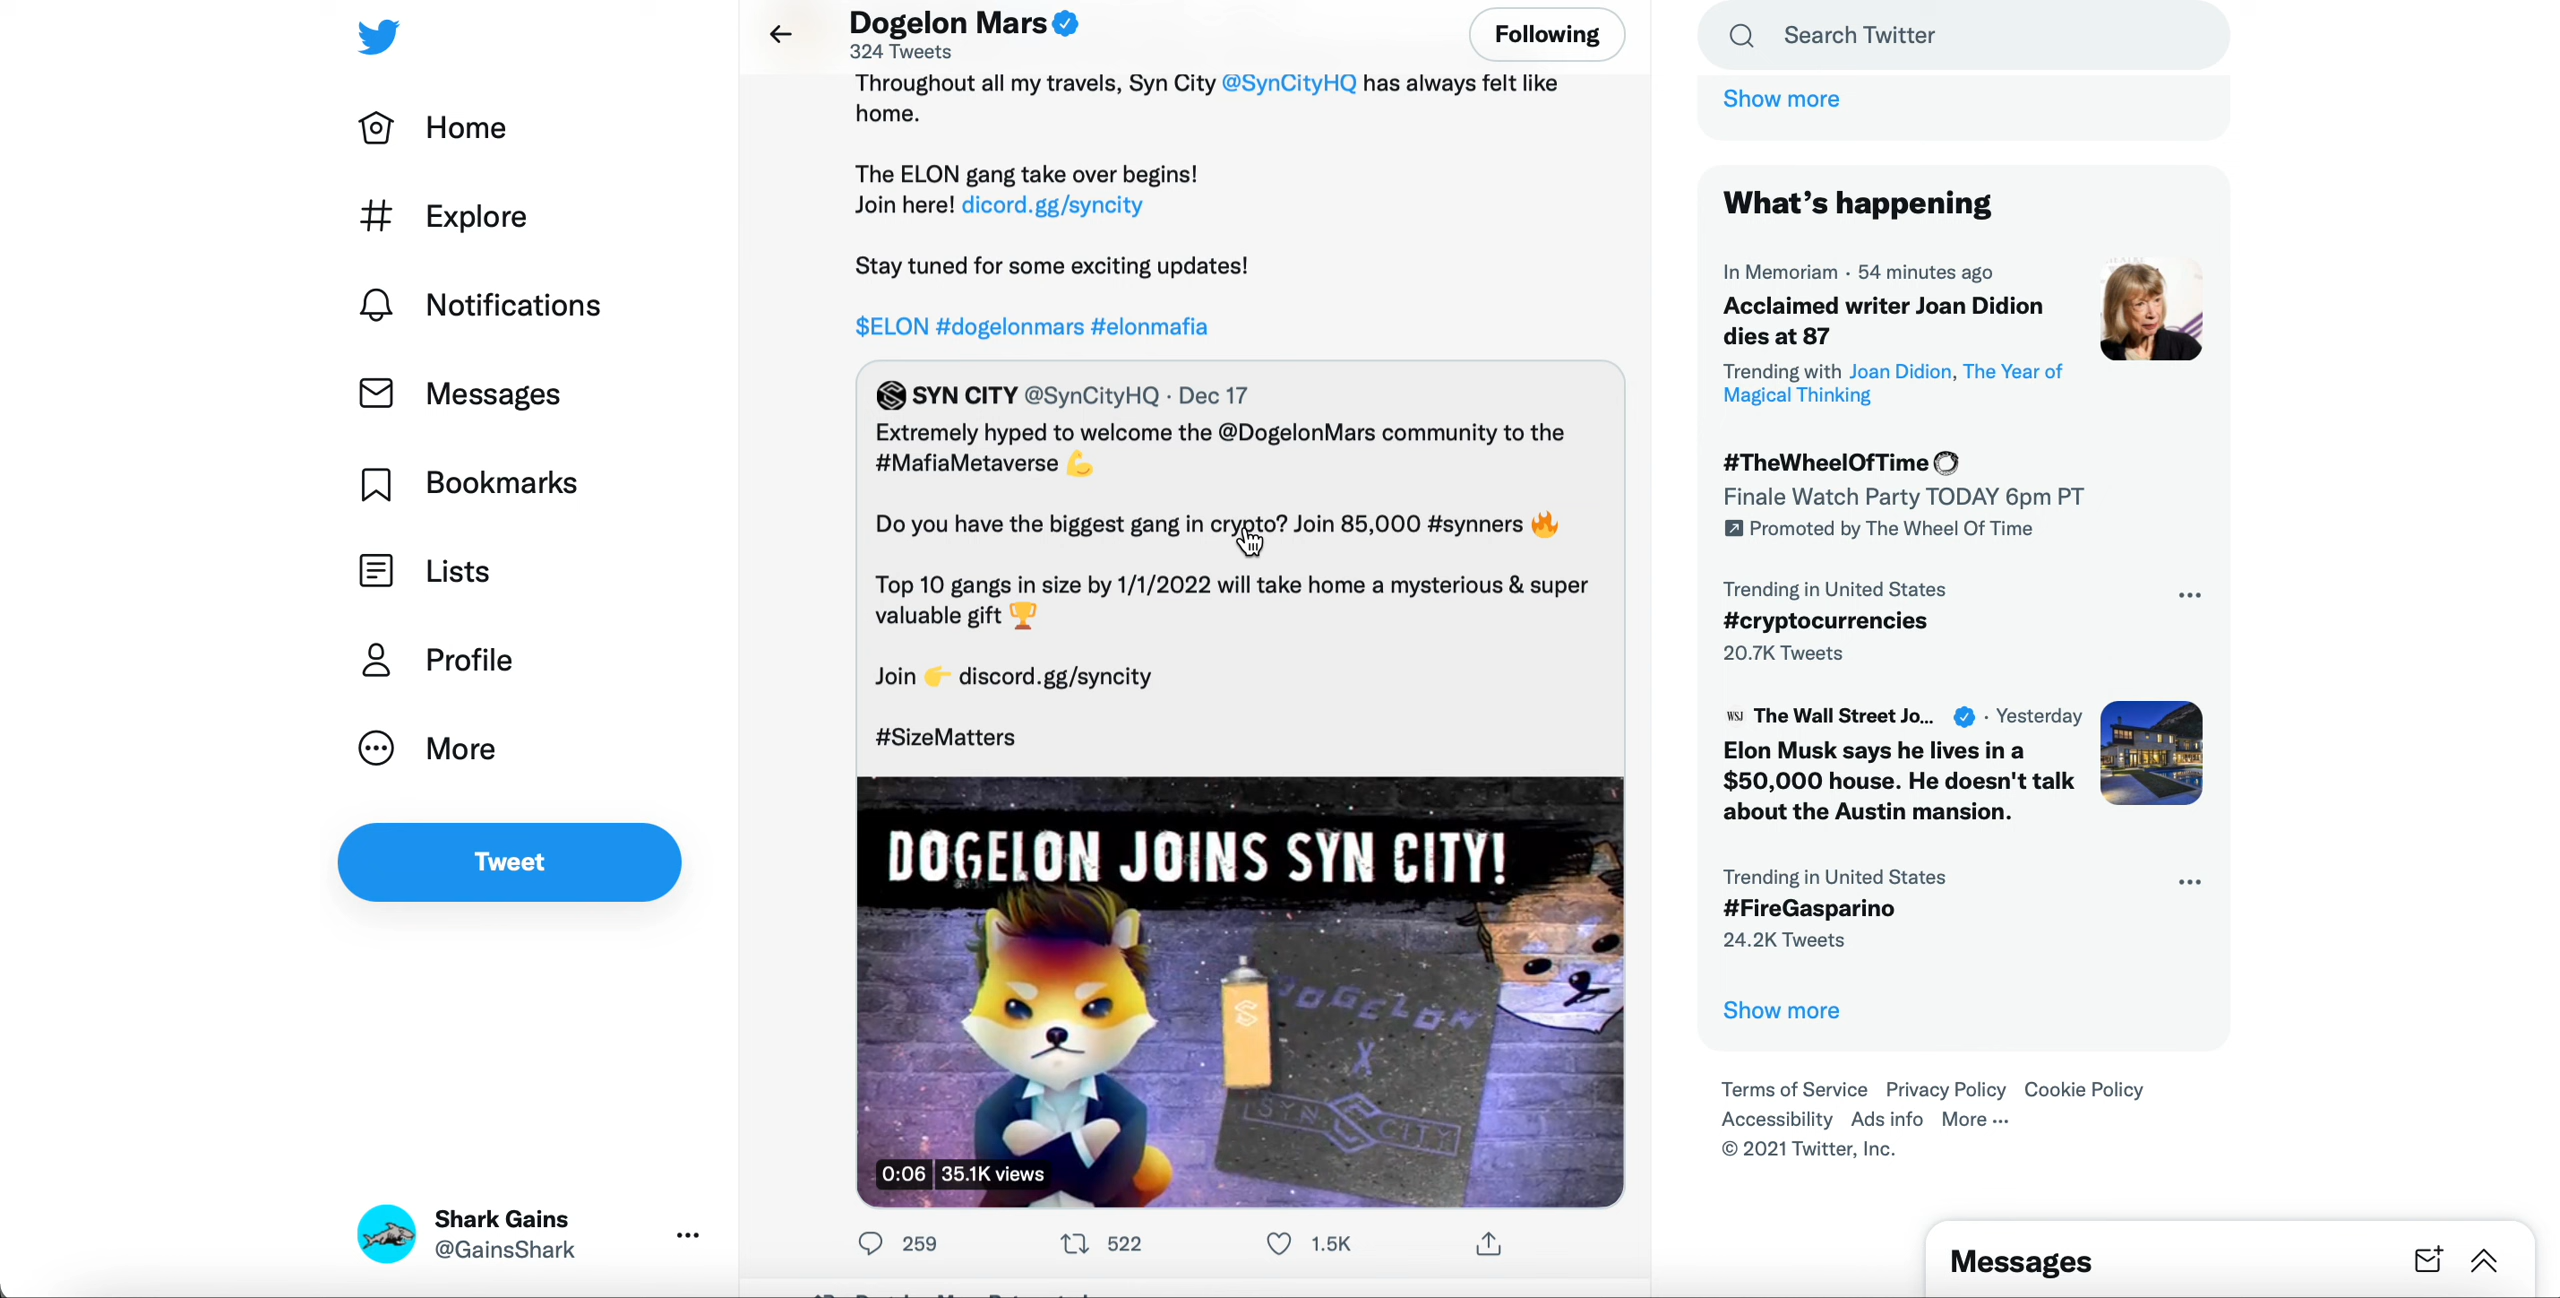 Home
Explore
Notifications
Messages
Bookmarks
Lists
Profile
More
Tweet
Shark Gains
@GainsShark
Dogelon Mars
324 Tweets
Following
Throughout all my travels, Syn City @SynCityHQ has always felt like
home.
The ELON gang take over begins!
Join here! dicord.gg/syncity
Stay tuned for some exciting updates!
$ELON #dogelonmars #elonmafia
SYN CITY @SynCityHQ · Dec 17
Extremely hyped to welcome the @DogelonMars community to the
#MafiaMetaverse 💪
Do you have the biggest gang in crypto? Join 85,000 #synners 🔥
Top 10 gangs in size by 1/1/2022 will take home a mysterious & super
valuable gift 🏆
Join 👉 discord.gg/syncity
#SizeMatters
DOGELON JOINS SYN CITY!
DOGELON
X
SYN CITY
0:06 35.1K views
259 522 1.5K
Search Twitter
Show more
What's happening
In Memoriam · 54 minutes ago
Acclaimed writer Joan Didion
dies at 87
Trending with Joan Didion, The Year of
Magical Thinking
#TheWheelOfTime
Finale Watch Party TODAY 6pm PT
Promoted by The Wheel Of Time
Trending in United States
#cryptocurrencies
20.7K Tweets
WSJ The Wall Street Jo... · Yesterday
Elon Musk says he lives in a
$50,000 house. He doesn't talk
about the Austin mansion.
Trending in United States
#FireGasparino
24.2K Tweets
Show more
Terms of Service Privacy Policy Cookie Policy
Accessibility Ads info More ···
© 2021 Twitter, Inc.
Messages